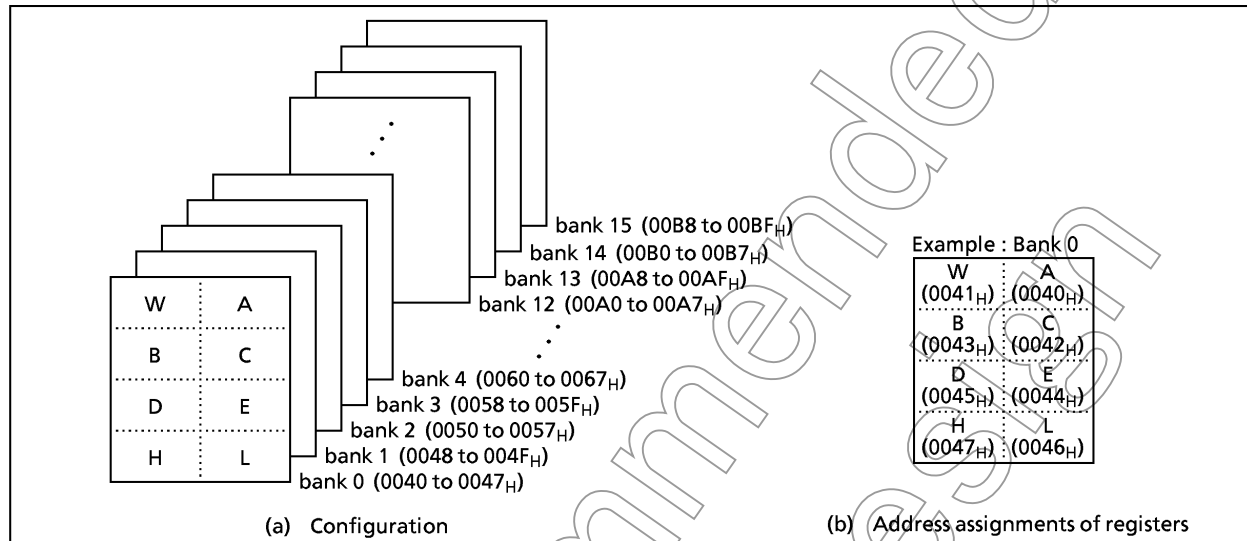 bank 15 (00B8 to 00BFH)
bank 14 (00B0 to 00B7H)
bank 13 (00A8 to 00AFH)
bank 12 (00A0 to 00A7H)
bank 4 (0060 to 0067H)
bank 3 (0058 to 005FH)
bank 2 (0050 to 0057H)
bank 1 (0048 to 004FH)
bank 0 (0040 to 0047H)
W A
B C
D E
H L
(a) Configuration
Example : Bank 0
W A
(0041H) (0040H)
B C
(0043H) (0042H)
D E
(0045H) (0044H)
H L
(0047H) (0046H)
(b) Address assignments of registers